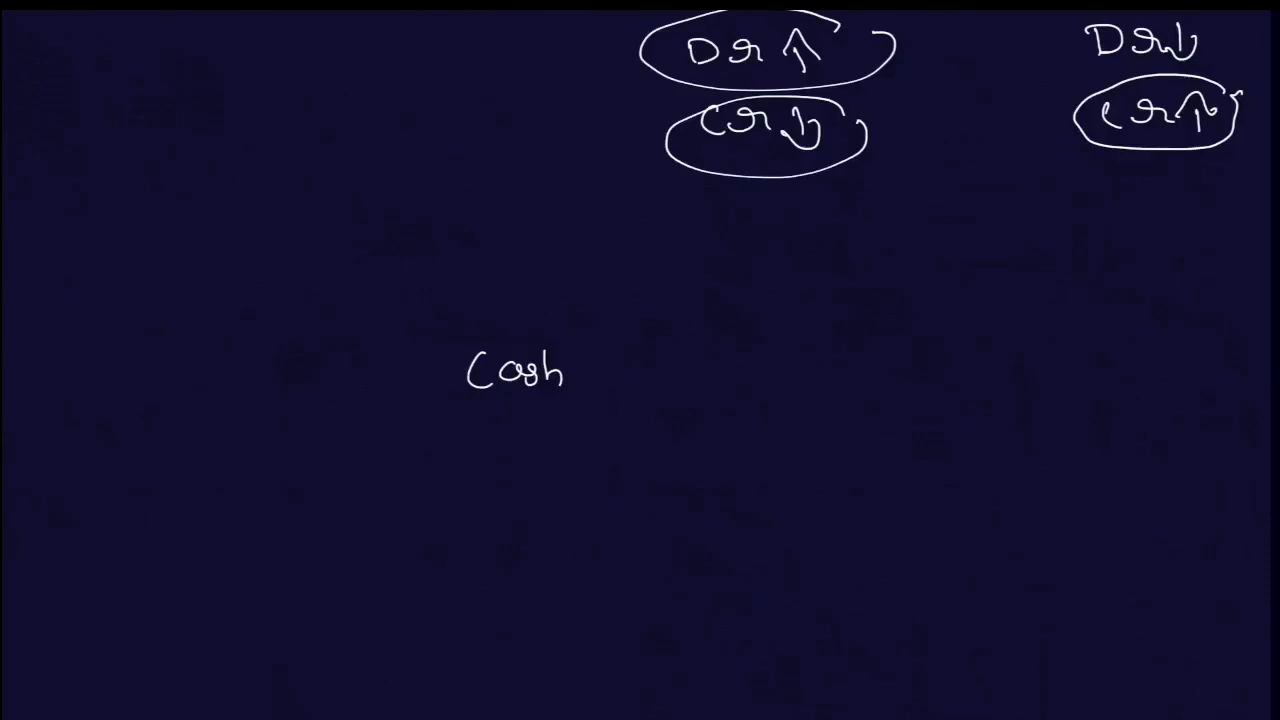 Dr ↑ Dr ↓
Cr ↓ Cr ↑
Cash